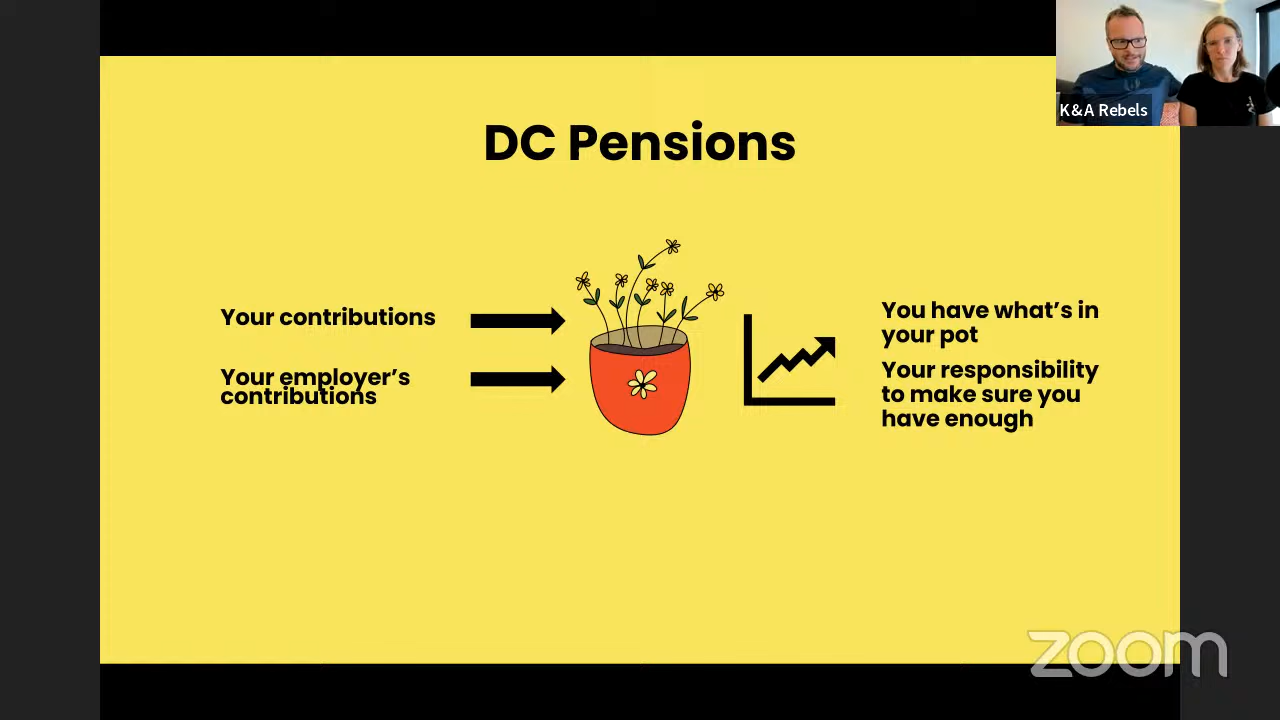 K&A Rebels
DC Pensions
Your contributions
Your employer’s
contributions
You have what’s in
your pot
Your responsibility
to make sure you
have enough
zoom